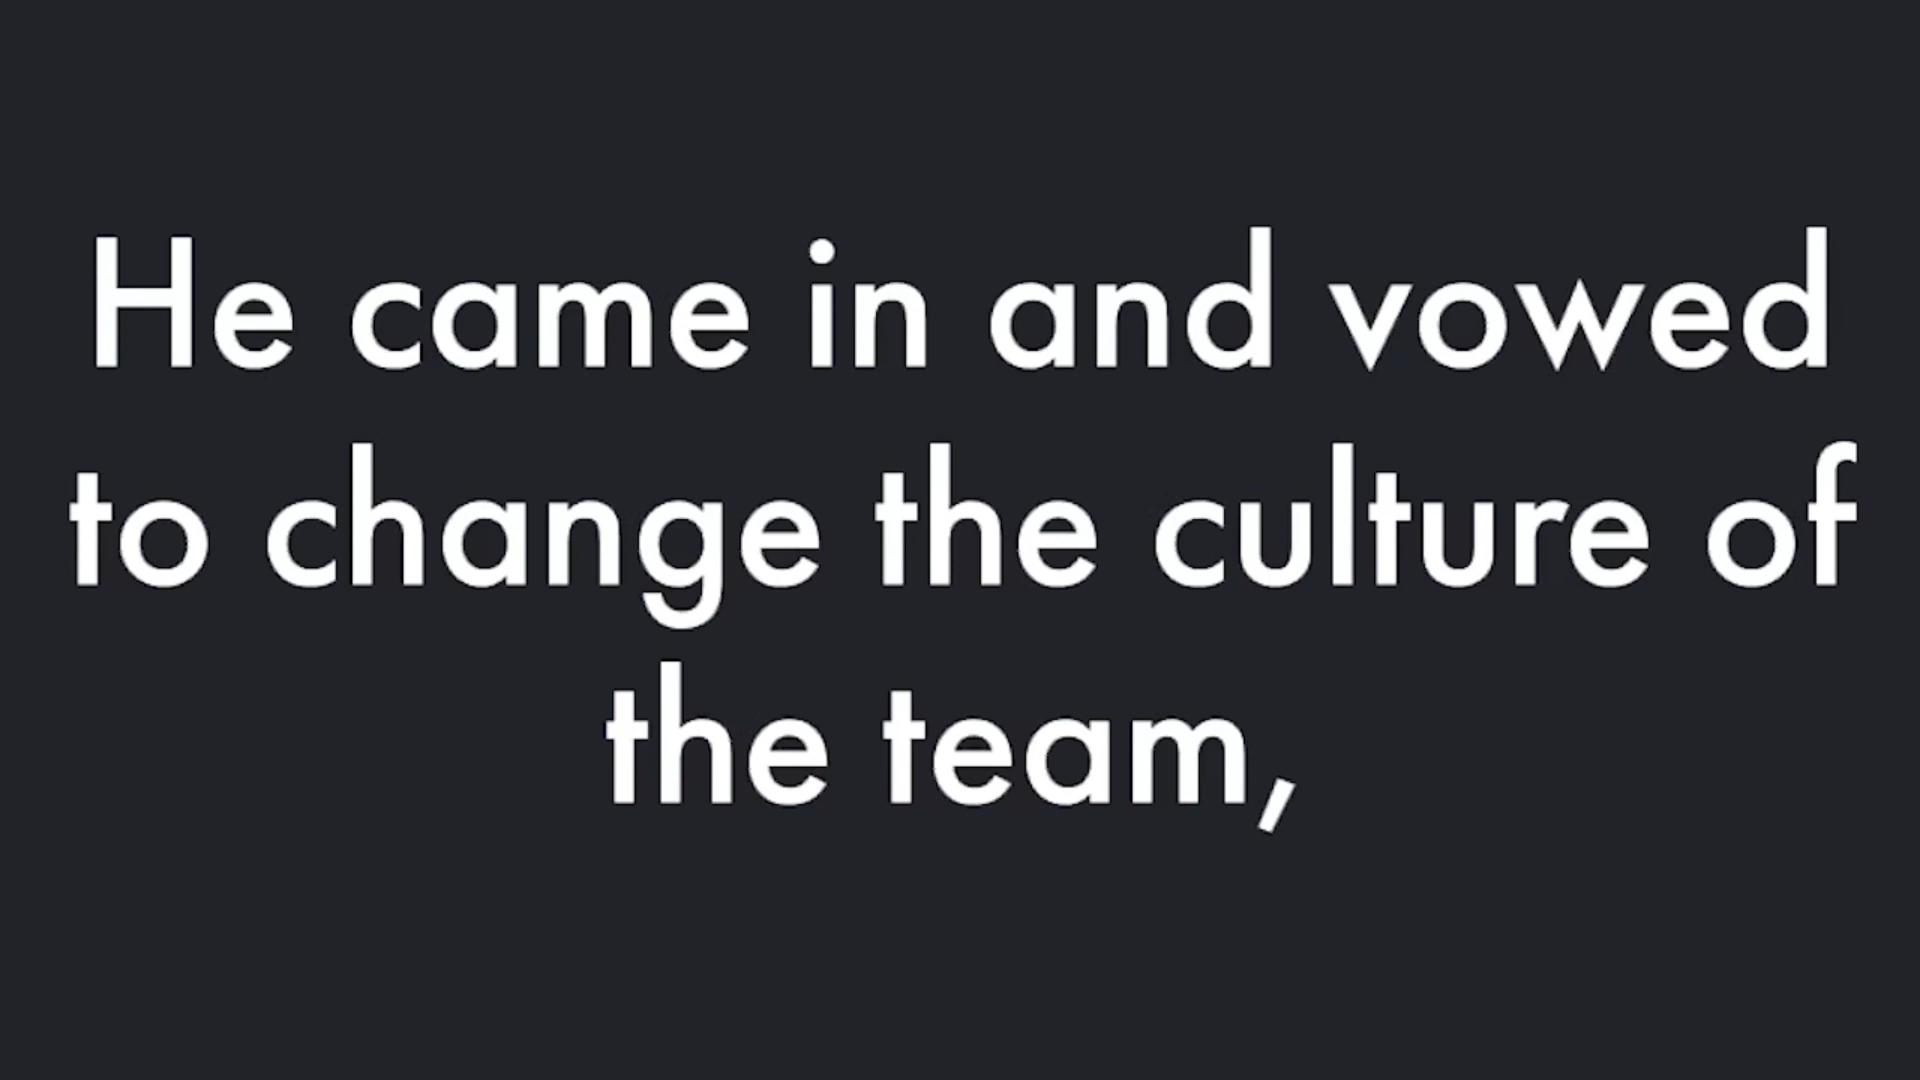 He came in and vowed
to change the culture of
the team,